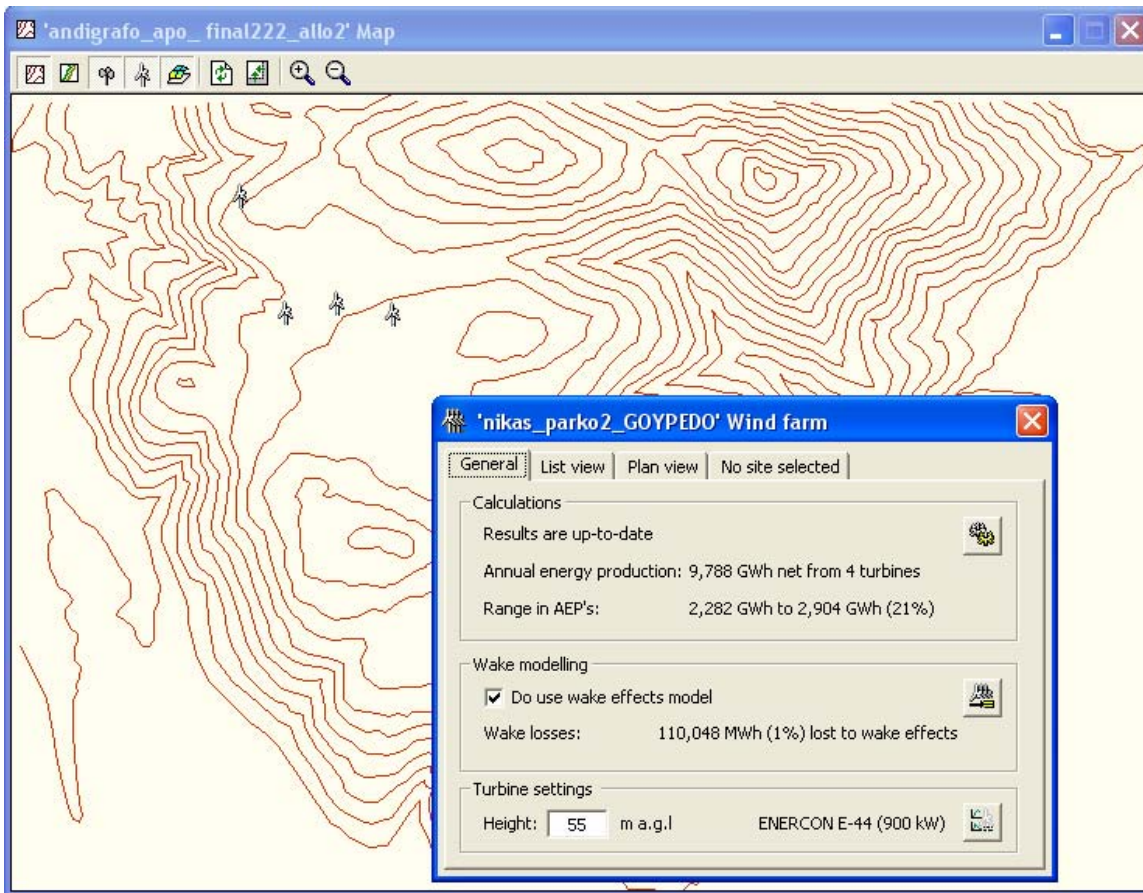 'andigrafo_apo_ final222_allo2' Map
'nikas_parko2_GOYPEDO' Wind farm
General List view Plan view No site selected
Calculations
Results are up-to-date
Annual energy production: 9,788 GWh net from 4 turbines
Range in AEP's: 2,282 GWh to 2,904 GWh (21%)
Wake modelling
Do use wake effects model
Wake losses: 110,048 MWh (1%) lost to wake effects
Turbine settings
Height: 55 m a.g.l ENERCON E-44 (900 kW)